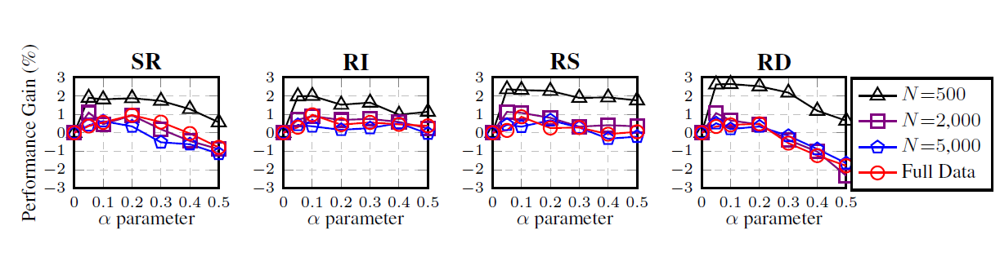 SR RI RS RD
Performance Gain (%)
3 3 3 3
2 2 2 2
1 1 1 1
0 0 0 0
−1 −1 −1 −1
−2 −2 −2 −2
−3 −3 −3 −3
0 0.1 0.2 0.3 0.4 0.5 0 0.1 0.2 0.3 0.4 0.5 0 0.1 0.2 0.3 0.4 0.5 0 0.1 0.2 0.3 0.4 0.5
α parameter α parameter α parameter α parameter
N=500
N=2,000
N=5,000
Full Data